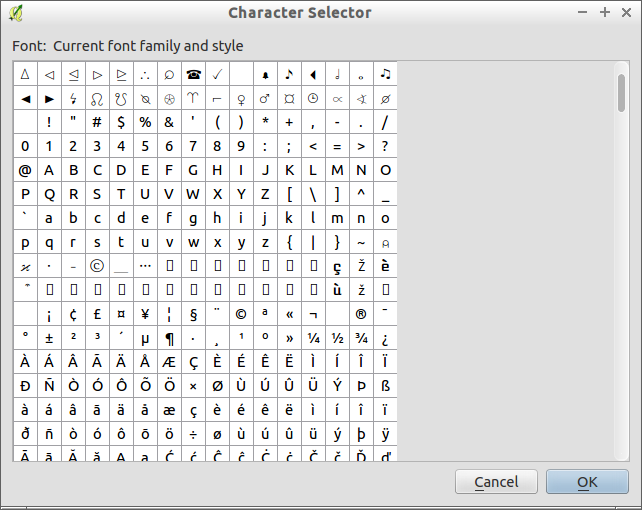 Character Selector
Font: Current font family and style
! " # $ % & ' ( ) * + , - . /
0 1 2 3 4 5 6 7 8 9 : ; < = > ?
@ A B C D E F G H I J K L M N O
P Q R S T U V W X Y Z [ \ ] ^ _
` a b c d e f g h i j k l m n o
p q r s t u v w x y z { | } ~
· - © __ … ç Ž è
ù ž
¡ ¢ £ ¤ ¥ ¦ § ¨ © ª « ¬ ® ¯
° ± ² ³ ´ µ ¶ · ¸ ¹ º » ¼ ½ ¾ ¿
À Á Â Ã Ä Å Æ Ç È É Ê Ë Ì Í Î Ï
Ð Ñ Ò Ó Ô Õ Ö × Ø Ù Ú Û Ü Ý Þ ß
à á â ã ä å æ ç è é ê ë ì í î ï
ð ñ ò ó ô õ ö ÷ ø ù ú û ü ý þ ÿ
Ā ā Ă ă Ą ą Ć ć Ĉ ĉ Ċ ċ Č č Ď ď
Cancel OK